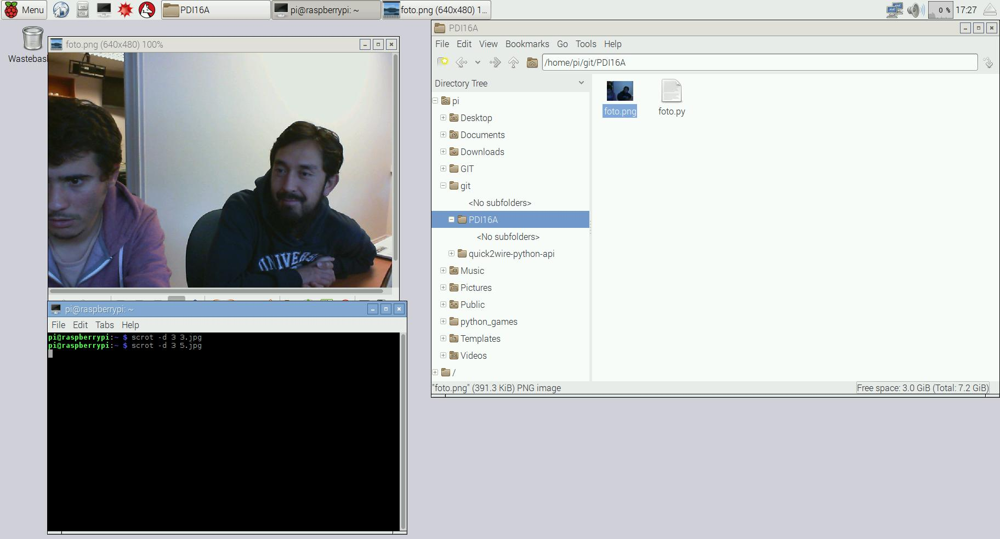 Menu
PDI16A
pi@raspberrypi: ~
foto.png (640x480) 1...
0 %
17:27
Wastebas
foto.png (640x480) 100%
UNIVERS
pi@raspberrypi: ~
File Edit Tabs Help
pi@raspberrypi:~ $ scrot -d 3 3.jpg
pi@raspberrypi:~ $ scrot -d 3 5.jpg
PDI16A
File Edit View Bookmarks Go Tools Help
/home/pi/git/PDI16A
Directory Tree
pi
Desktop
Documents
Downloads
GIT
git
<No subfolders>
PDI16A
<No subfolders>
quick2wire-python-api
Music
Pictures
Public
python_games
Templates
Videos
/
foto.png
foto.py
"foto.png" (391.3 KiB) PNG image
Free space: 3.0 GiB (Total: 7.2 GiB)